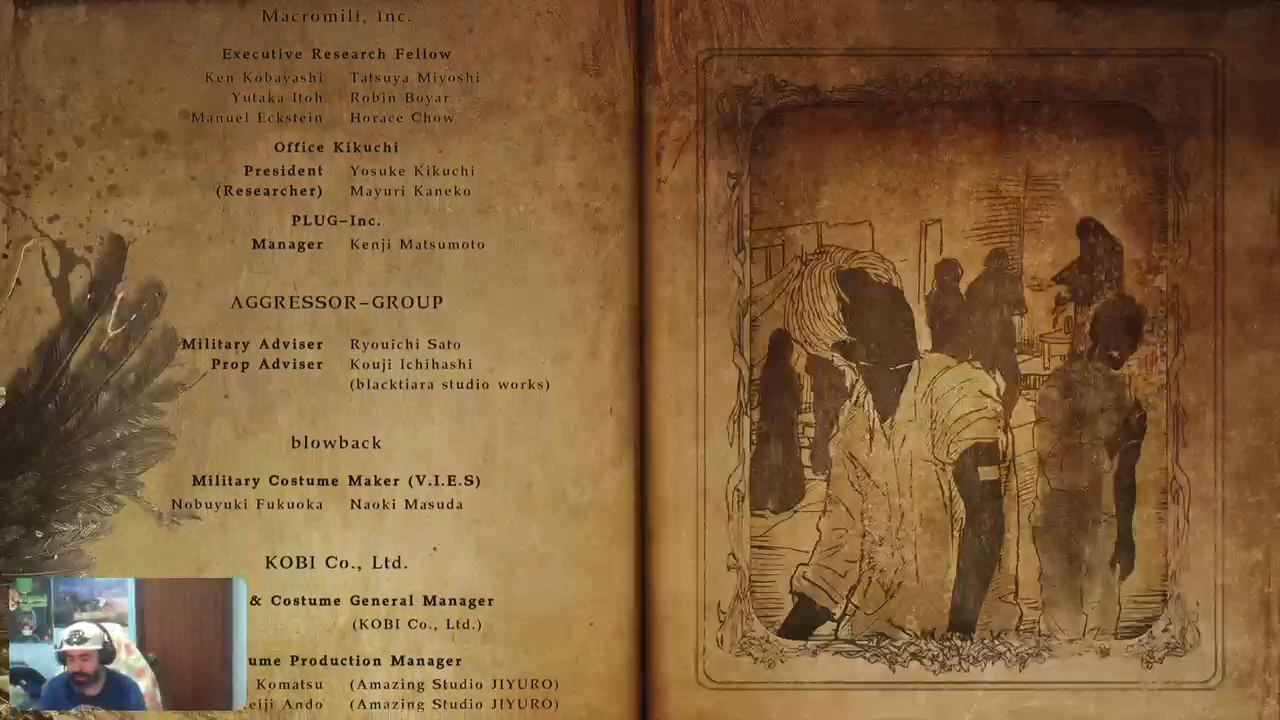 Macromill, Inc.
Executive Research Fellow
Ken Kobayashi Tatsuya Miyoshi
Yutaka Itoh Robin Boyar
Manuel Eckstein Horace Chow
Office Kikuchi
President Yosuke Kikuchi
(Researcher) Mayuri Kaneko
PLUG-Inc.
Manager Kenji Matsumoto
AGGRESSOR-GROUP
Military Adviser Ryouichi Sato
Prop Adviser Kouji Ichihashi
(blacktiara studio works)
blowback
Military Costume Maker (V.I.E.S)
Nobuyuki Fukuoka Naoki Masuda
KOBI Co., Ltd.
& Costume General Manager
(KOBI Co., Ltd.)
Production Manager
Komatsu (Amazing Studio JIYURO)
Ando (Amazing Studio JIYURO)